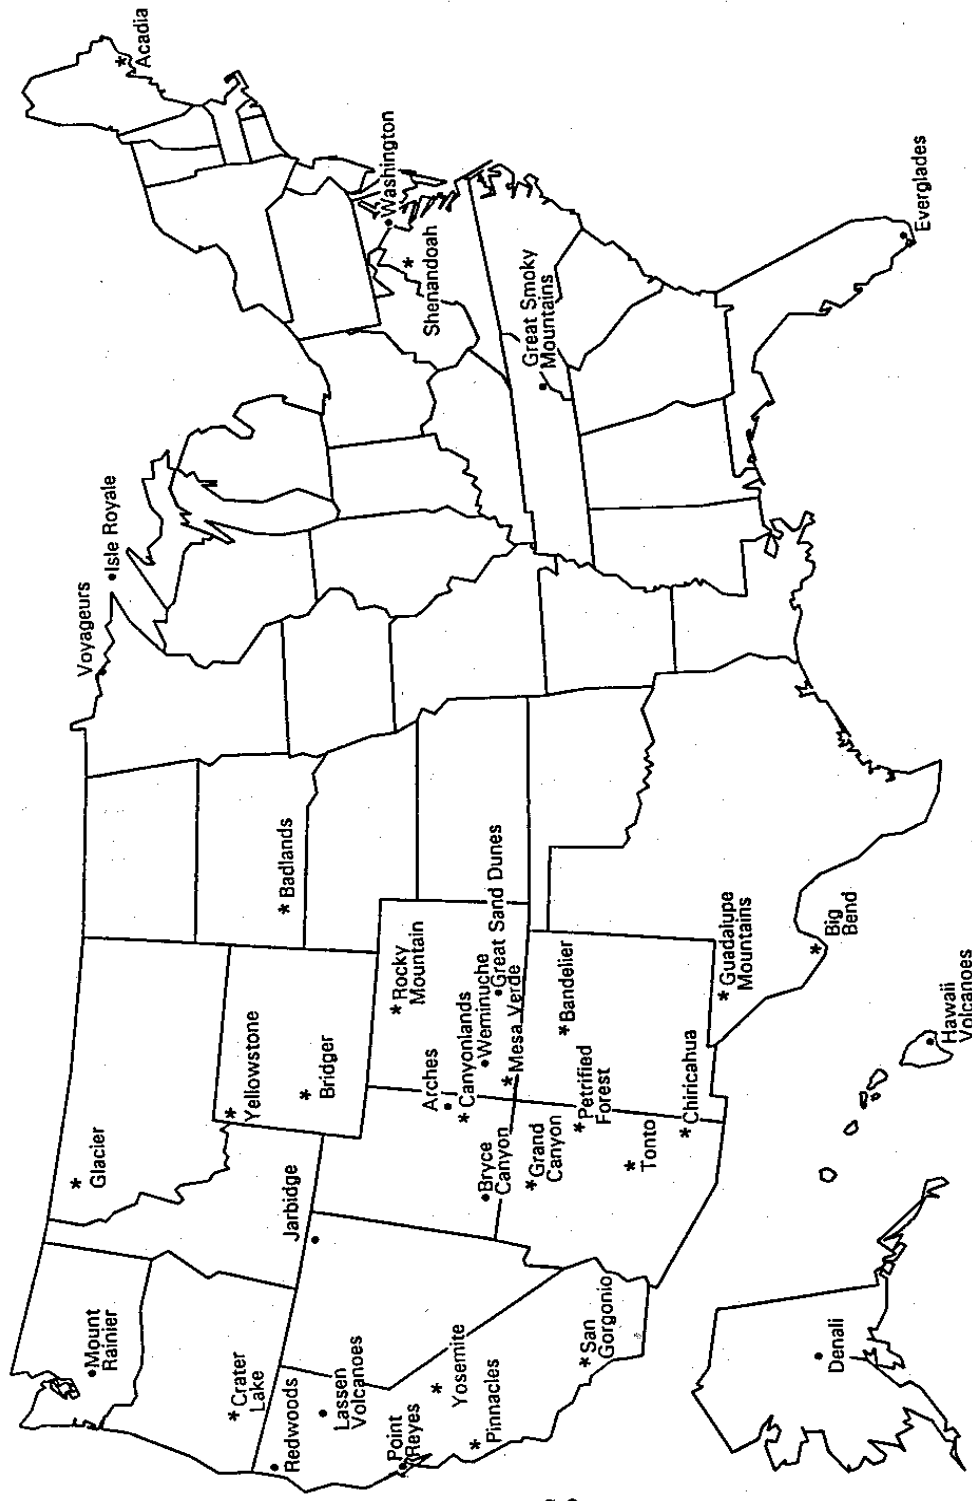 Acadia
Voyageurs
Isle Royale
Washington
Shenandoah
Great Smoky
Mountains
Everglades
Badlands
Glacier
Yellowstone
Bridger
Rocky
Mountain
Arches
Canyonlands
Weminuche
Great Sand Dunes
Mesa Verde
Bandelier
Petrified
Forest
Guadalupe
Mountains
Big
Bend
Chiricahua
Tonto
Grand
Canyon
Bryce
Canyon
Jarbidge
Mount
Rainier
Crater
Lake
Redwoods
Lassen
Volcanoes
Point
Reyes
Yosemite
Pinnacles
San
Gorgonio
Denali
Hawaii
Volcanoes